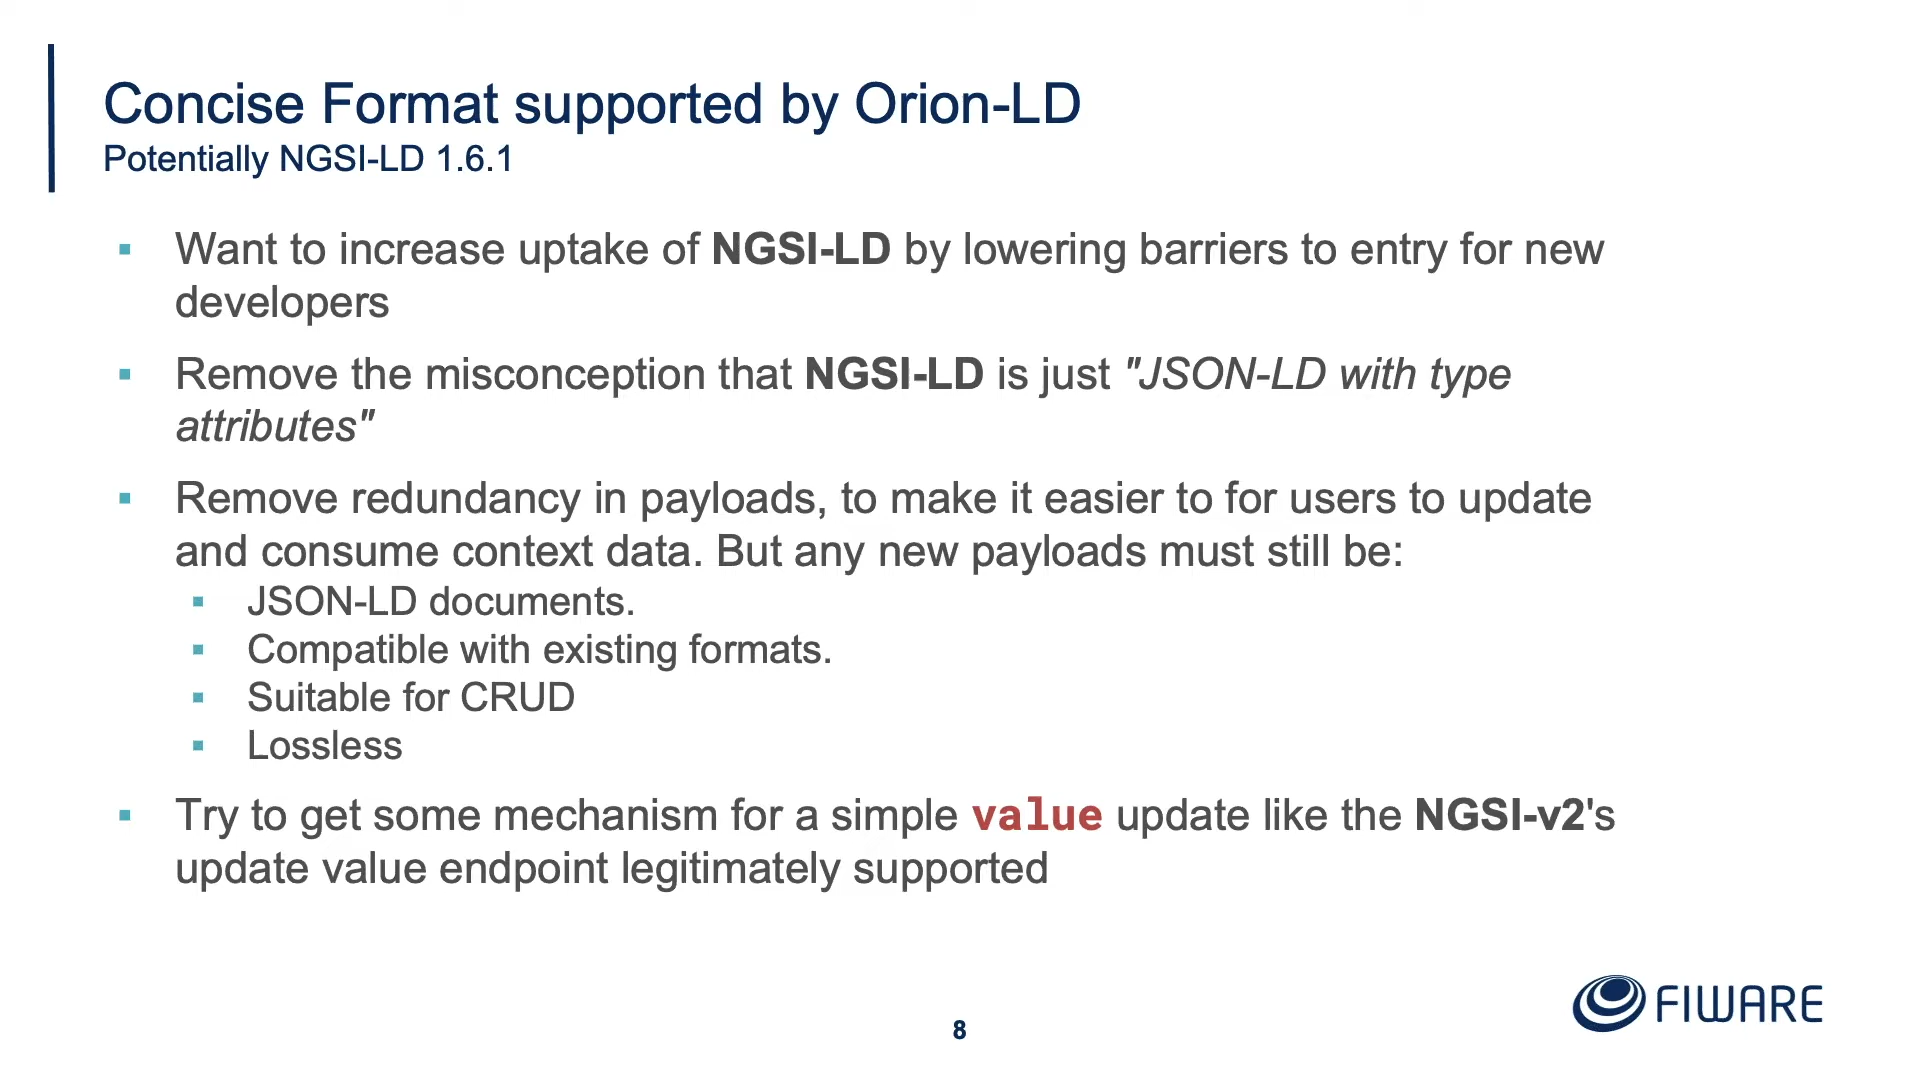 Concise Format supported by Orion-LD
Potentially NGSI-LD 1.6.1
▪ Want to increase uptake of NGSI-LD by lowering barriers to entry for new
developers
▪ Remove the misconception that NGSI-LD is just "JSON-LD with type
attributes"
▪ Remove redundancy in payloads, to make it easier to for users to update
and consume context data. But any new payloads must still be:
▪ JSON-LD documents.
▪ Compatible with existing formats.
▪ Suitable for CRUD
▪ Lossless
▪ Try to get some mechanism for a simple value update like the NGSI-v2's
update value endpoint legitimately supported
FIWARE
8